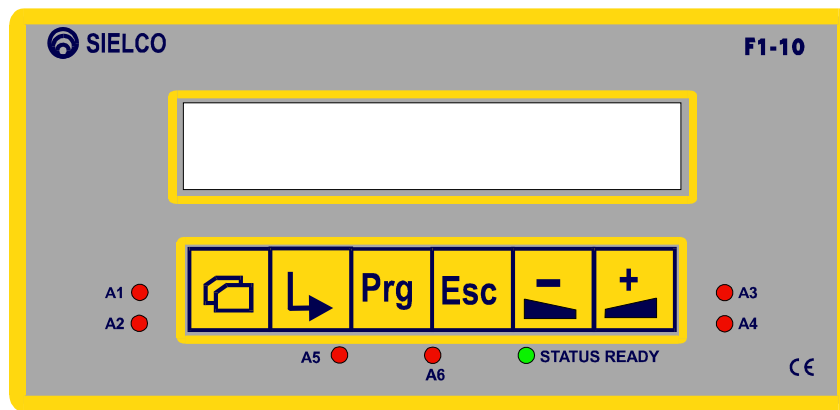 SIELCO
F1-10
Prg
Esc
-
+
A1
A3
A2
A4
A5
STATUS READY
A6
CE